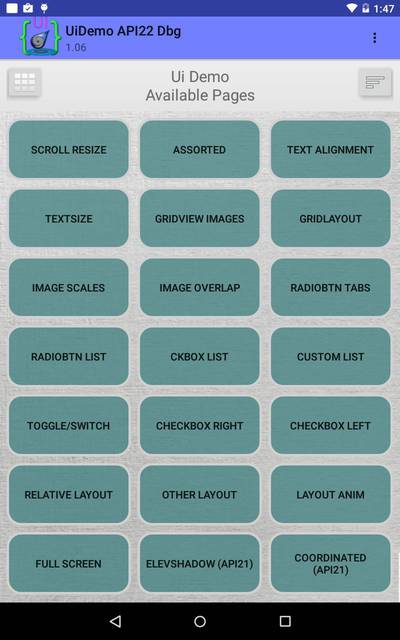 1:47
UiDemo API22 Dbg
1.06
Ui Demo
Available Pages
SCROLL RESIZE
ASSORTED
TEXT ALIGNMENT
TEXTSIZE
GRIDVIEW IMAGES
GRIDLAYOUT
IMAGE SCALES
IMAGE OVERLAP
RADIOBTN TABS
RADIOBTN LIST
CKBOX LIST
CUSTOM LIST
TOGGLE/SWITCH
CHECKBOX RIGHT
CHECKBOX LEFT
RELATIVE LAYOUT
OTHER LAYOUT
LAYOUT ANIM
FULL SCREEN
ELEVSHADOW (API21)
COORDINATED
(API21)